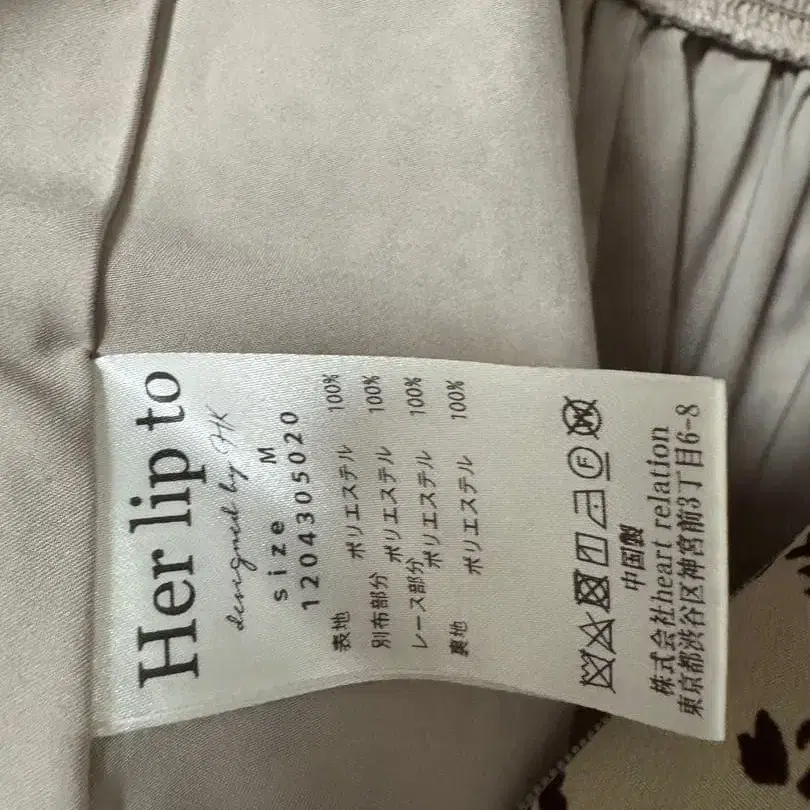 Her lip to
designed by HK
size M
1204305020
表地 ポリエステル 100%
別布部分 ポリエステル 100%
レース部分 ポリエステル 100%
裏地 ポリエステル 100%
中国製
株式会社heart relation
東京都渋谷区神宮前3丁目6-8